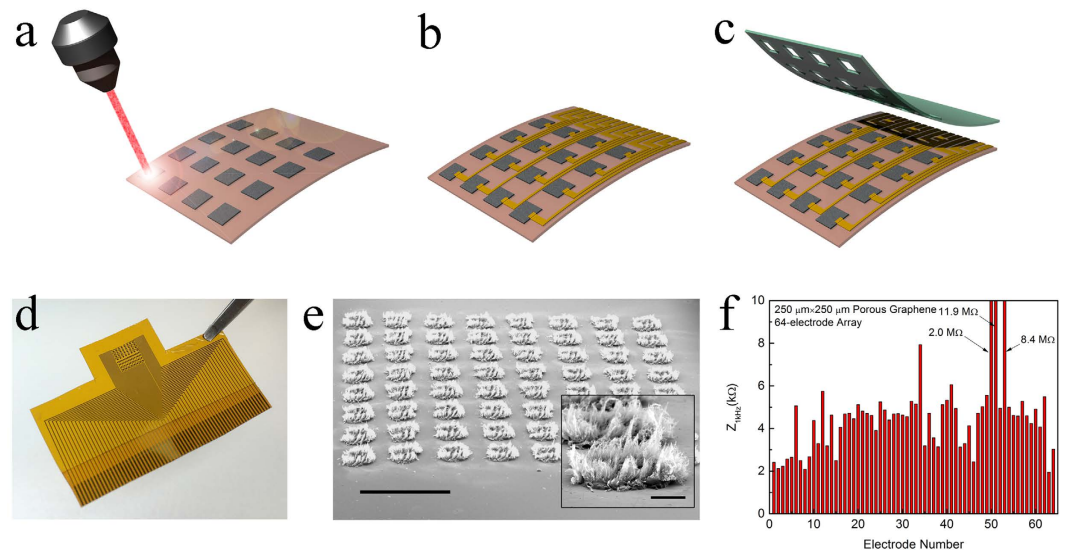 a
b
c
d
e
f
250 μm×250 μm Porous Graphene
64-electrode Array
11.9 MΩ
2.0 MΩ
8.4 MΩ
Z1kHz(kΩ)
10
8
6
4
2
0
0 10 20 30 40 50 60
Electrode Number